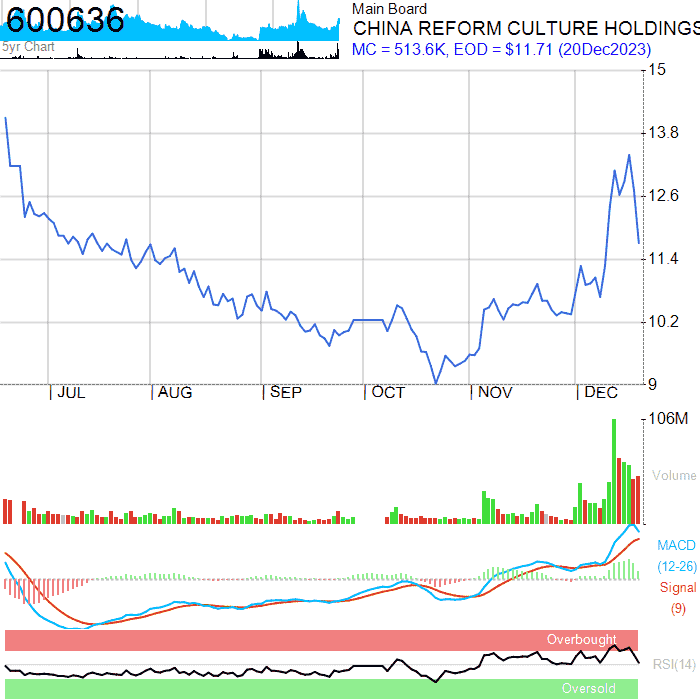 600636
5yr Chart
Main Board
CHINA REFORM CULTURE HOLDINGS
MC = 513.6K, EOD = $11.71 (20Dec2023)
15
13.8
12.6
11.4
10.2
9
JUL AUG SEP OCT NOV DEC
106M
Volume
MACD
(12-26)
Signal
(9)
Overbought
RSI(14)
Oversold